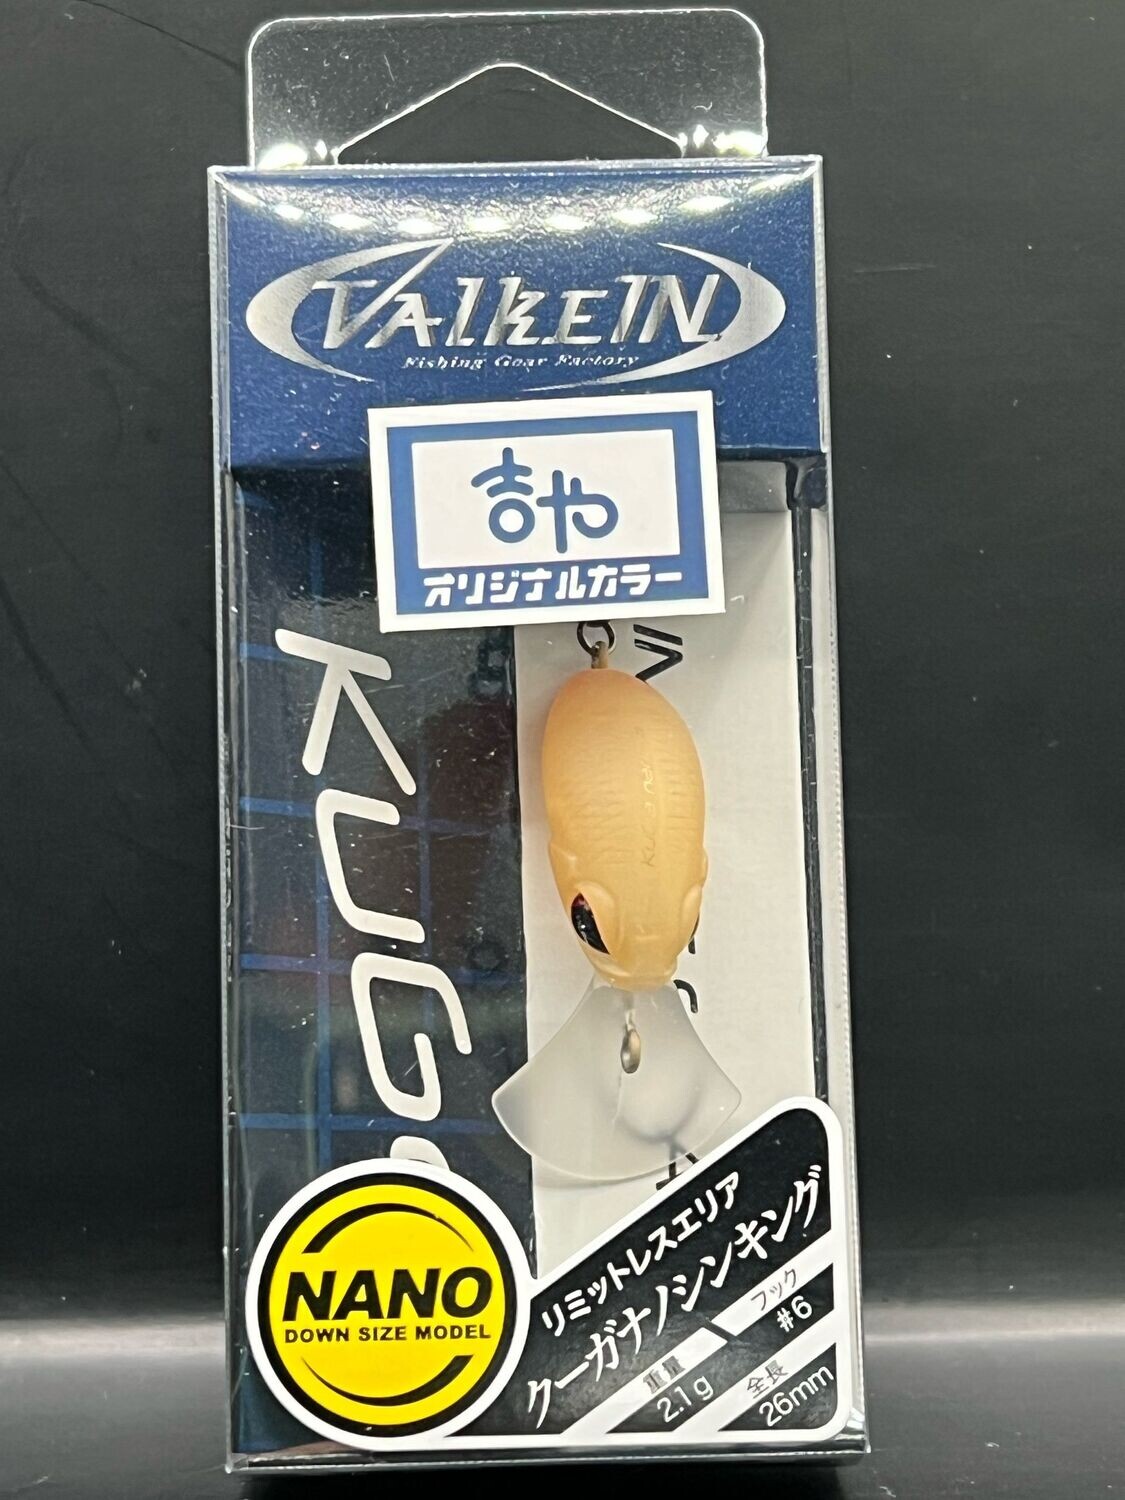 VALKEIN
Fishing Gear Factory
吉や
オリジナルカラー
KUGA
Kuga nano
NANO
DOWN SIZE MODEL
リミットレスエリア
クーガナノシンキング
フック
#6
重量
2.1g
全長
26mm